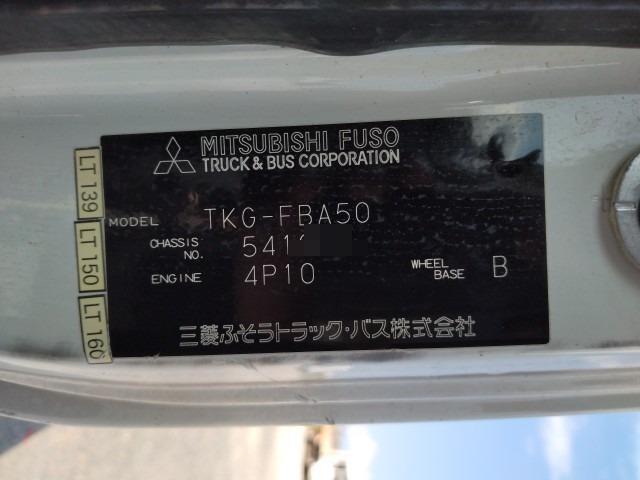 MITSUBISHI FUSO
TRUCK & BUS CORPORATION
MODEL TKG-FBA50
CHASSIS NO. 541
ENGINE 4P10
WHEEL BASE B
三菱ふそうトラック・バス株式会社
LT 139
LT 150
LT 160